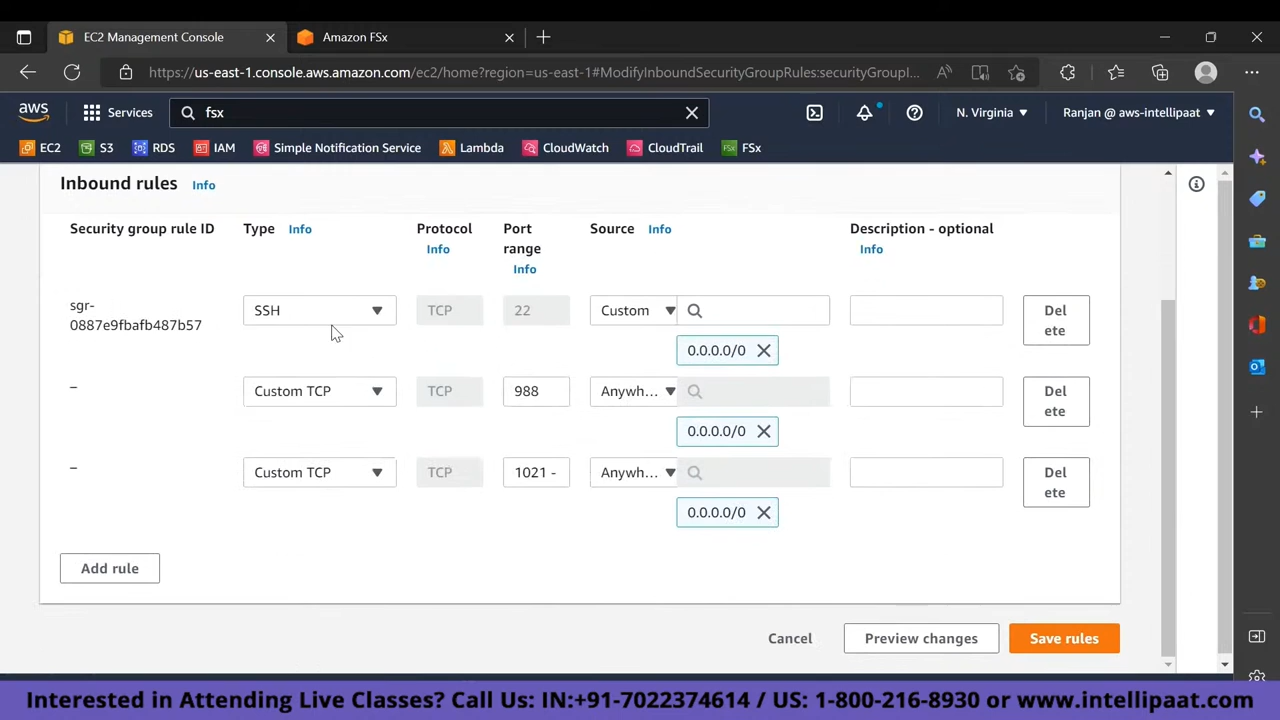 EC2 Management Console
Amazon FSx
https://us-east-1.console.aws.amazon.com/ec2/home?region=us-east-1#ModifyInboundSecurityGroupRules:securityGroupI...
aws
Services
fsx
N. Virginia
Ranjan @ aws-intellipaat
EC2
S3
RDS
IAM
Simple Notification Service
Lambda
CloudWatch
CloudTrail
FSx
Inbound rules Info
Security group rule ID
Type Info
Protocol
Info
Port
range
Info
Source Info
Description - optional
Info
sgr-
0887e9fbafb487b57
SSH
TCP
22
Custom
0.0.0.0/0
Del
ete
–
Custom TCP
TCP
988
Anywh...
0.0.0.0/0
Del
ete
–
Custom TCP
TCP
1021 -
Anywh...
0.0.0.0/0
Del
ete
Add rule
Cancel
Preview changes
Save rules
Interested in Attending Live Classes? Call Us: IN:+91-7022374614 / US: 1-800-216-8930 or www.intellipaat.com